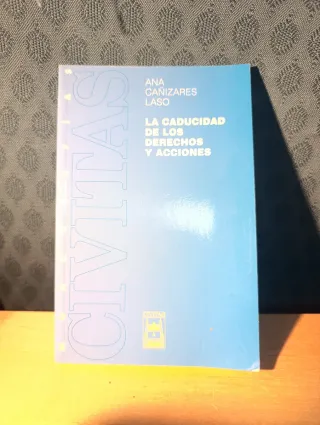 ANA
CAÑIZARES
LASO
LA CADUCIDAD
DE LOS
DERECHOS
Y ACCIONES
CIVITAS